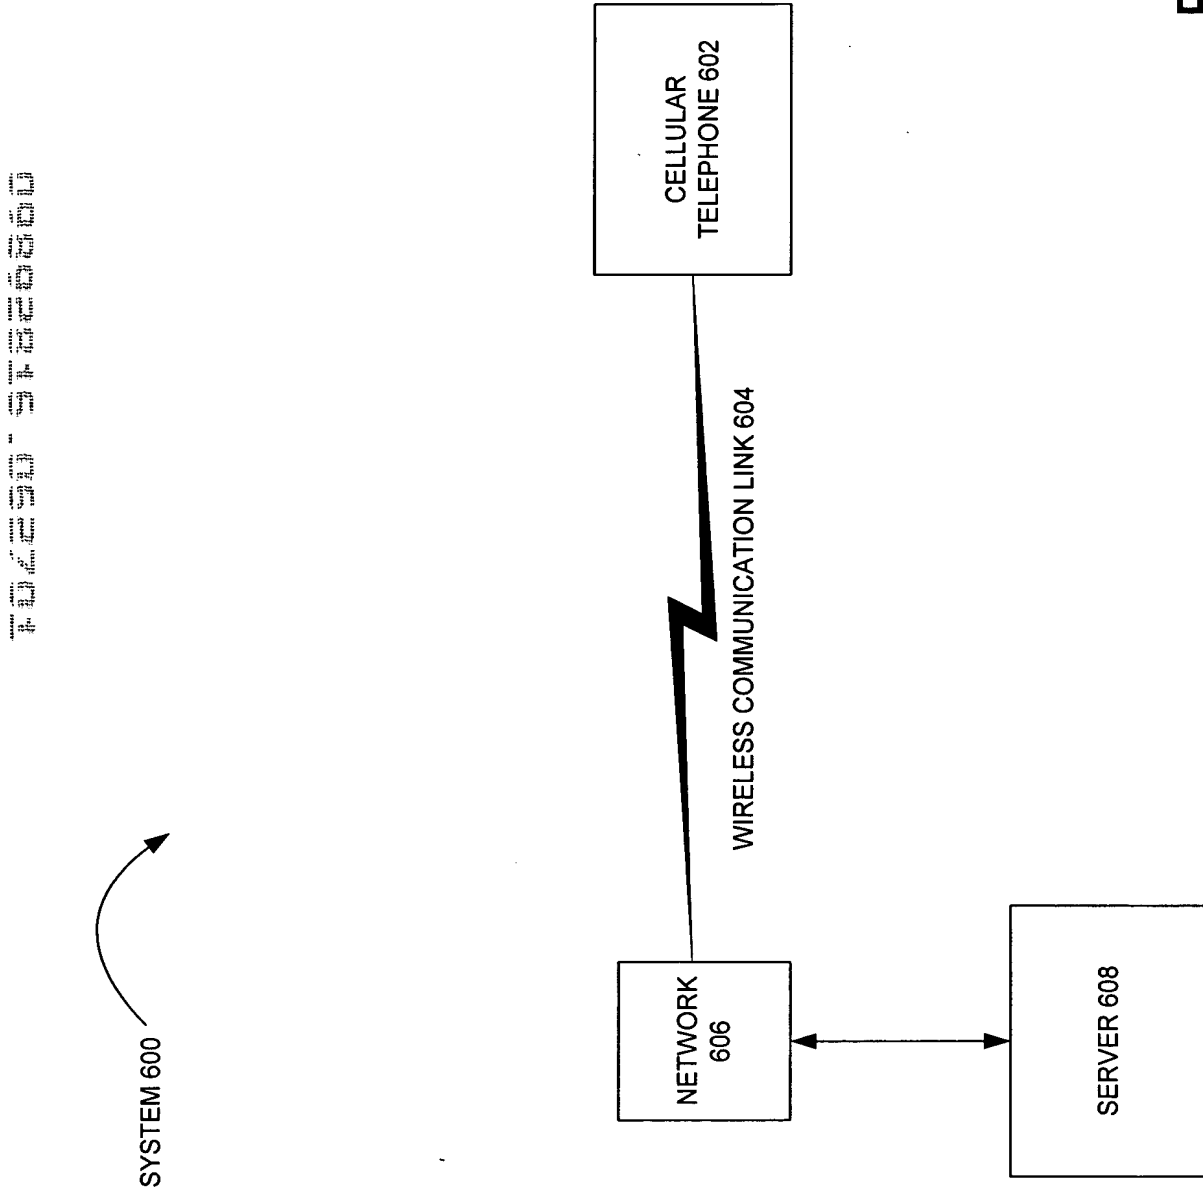 SYSTEM 600
CELLULAR
TELEPHONE 602
WIRELESS COMMUNICATION LINK 604
NETWORK
606
SERVER 608